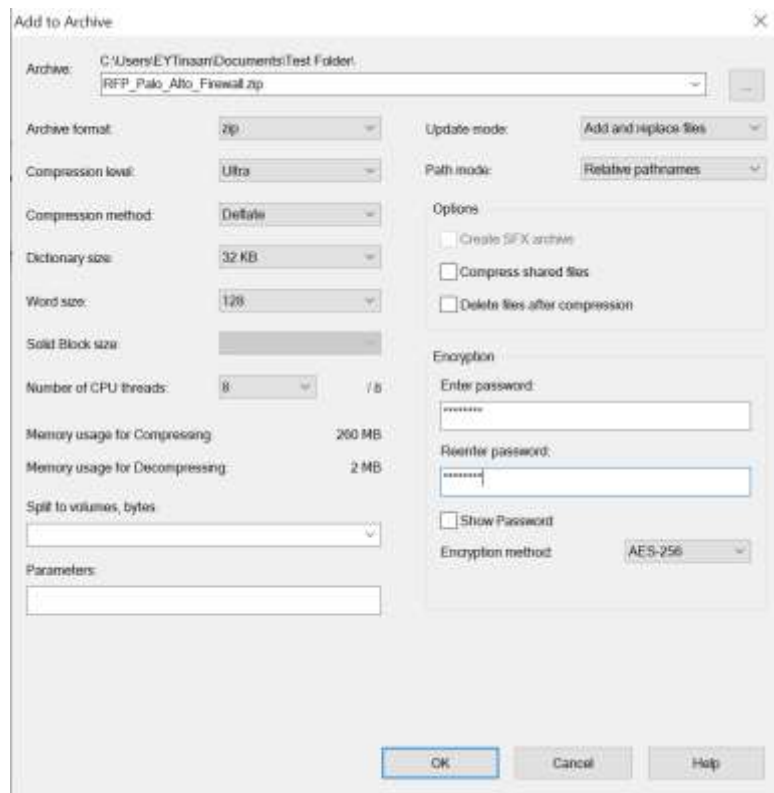 Add to Archive
Archive:
C:\Users\EYTinaan\Documents\Test Folder\
RFP_Palo_Alto_Firewall.zip
...
Archive format:
zip
Compression level:
Ultra
Compression method:
Deflate
Dictionary size:
32 KB
Word size:
128
Solid Block size:
Number of CPU threads:
8
/ 8
Memory usage for Compressing:
260 MB
Memory usage for Decompressing:
2 MB
Split to volumes, bytes:
Parameters:
Update mode:
Add and replace files
Path mode:
Relative pathnames
Options
Create SFX archive
Compress shared files
Delete files after compression
Encryption
Enter password:
********
Reenter password:
********
Show Password
Encryption method:
AES-256
OK
Cancel
Help